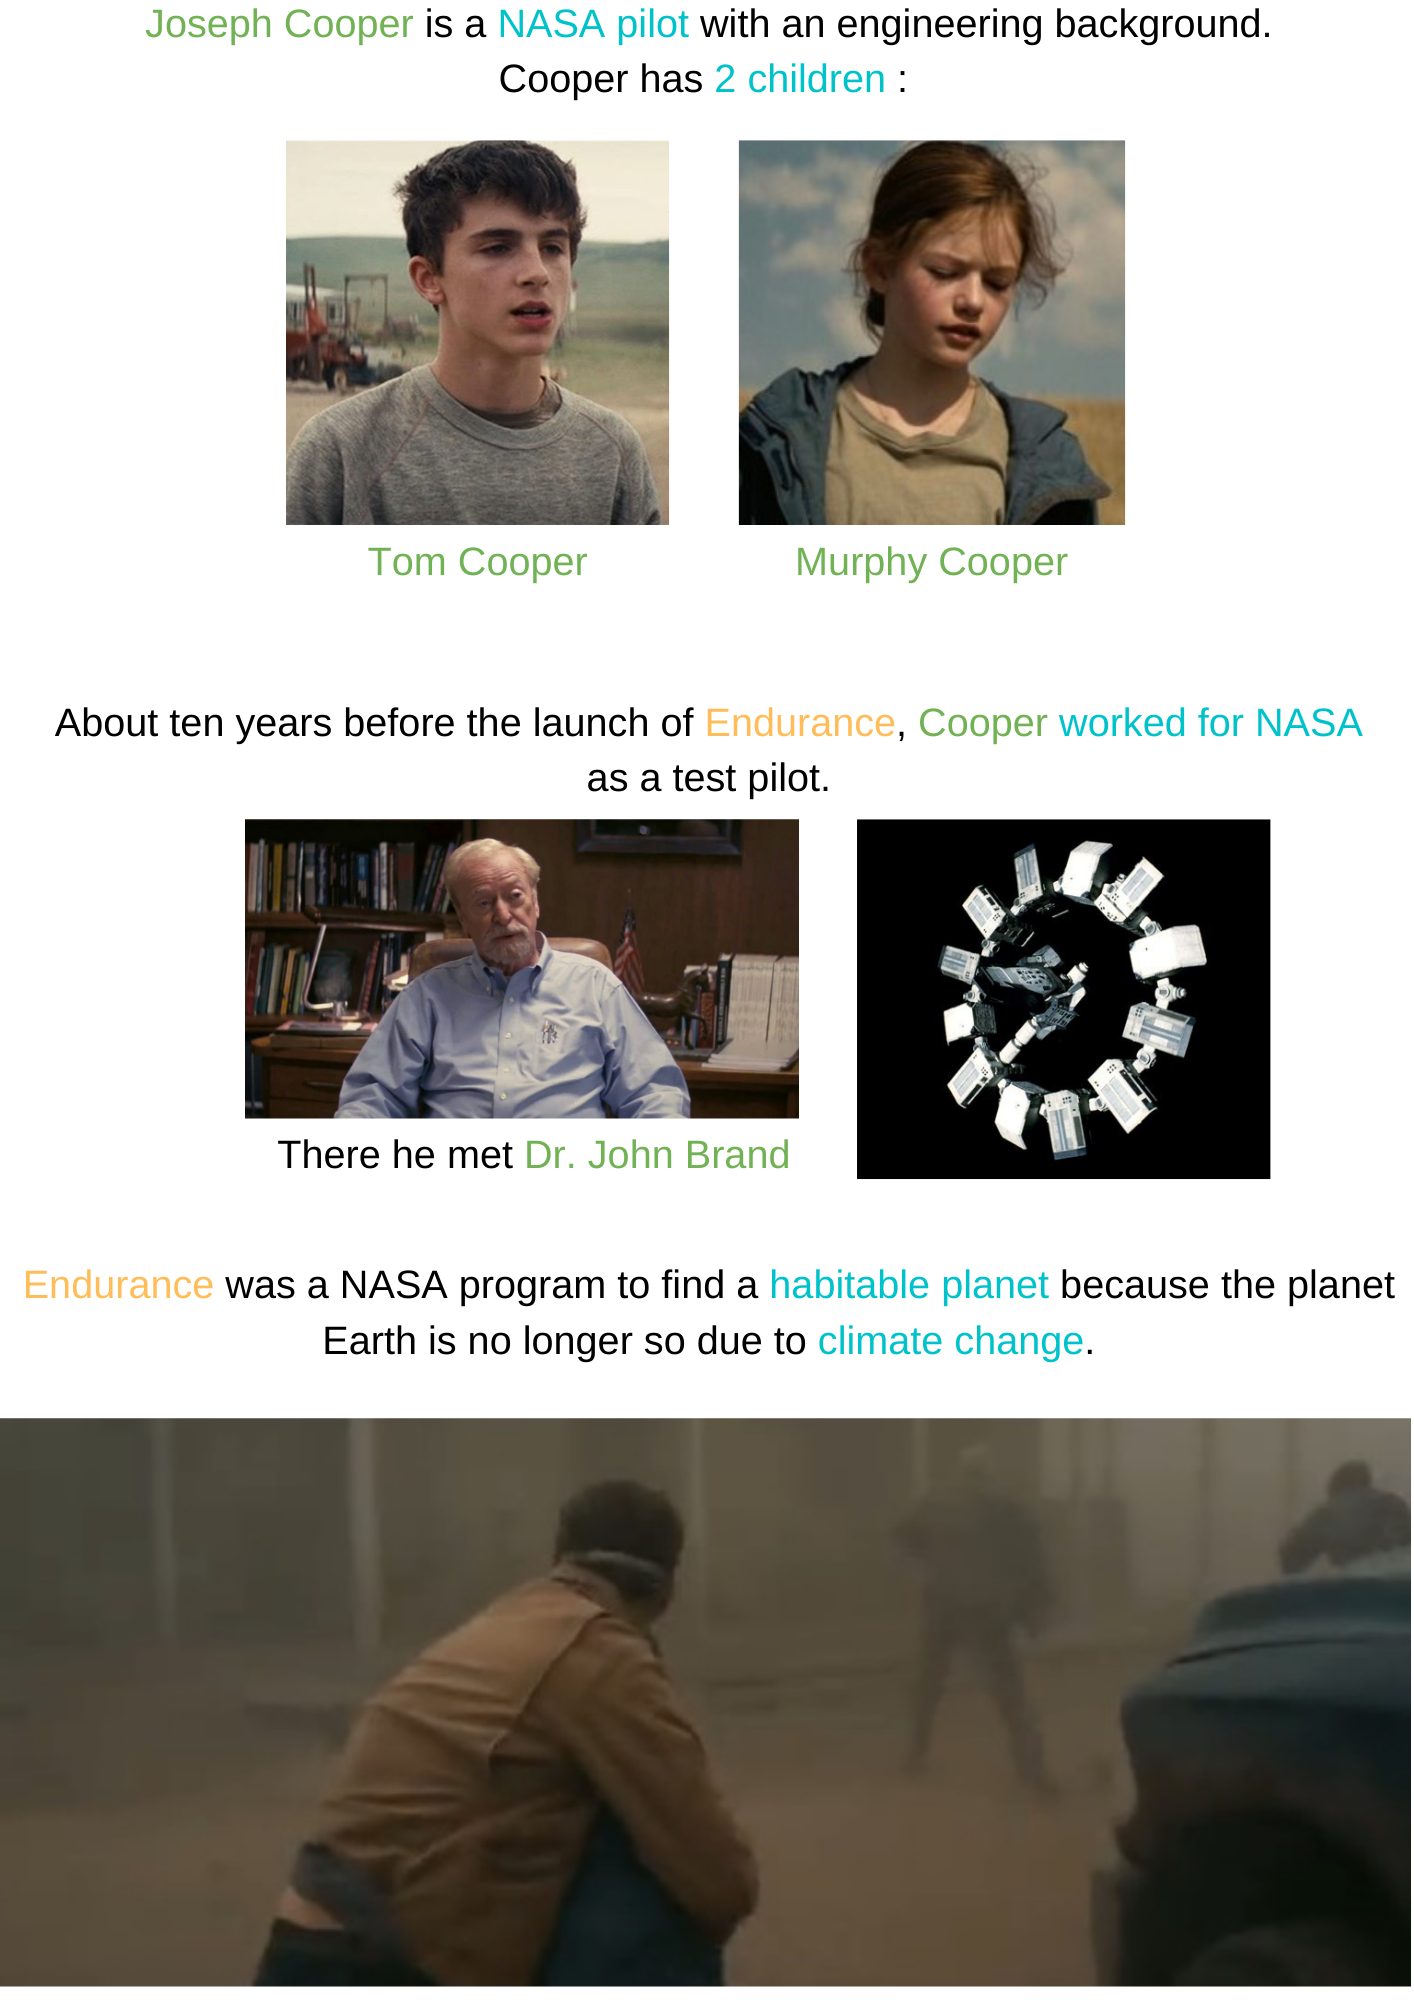 Joseph Cooper is a NASA pilot with an engineering background.
Cooper has 2 children :
Tom Cooper
Murphy Cooper
About ten years before the launch of Endurance, Cooper worked for NASA
as a test pilot.
There he met Dr. John Brand
Endurance was a NASA program to find a habitable planet because the planet
Earth is no longer so due to climate change.